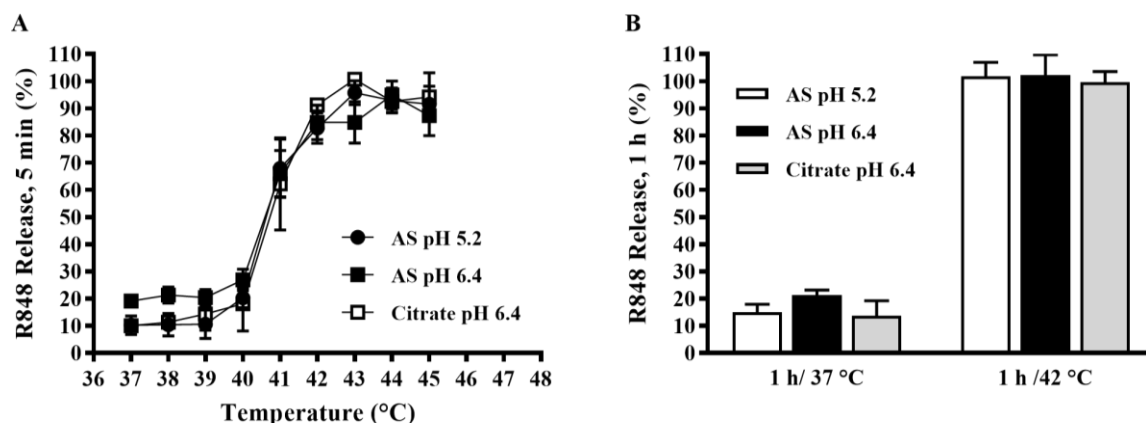 A
R848 Release, 5 min (%)
110
100
90
80
70
60
50
40
30
20
10
0
AS pH 5.2
AS pH 6.4
Citrate pH 6.4
36 37 38 39 40 41 42 43 44 45 46 47 48
Temperature (°C)
B
R848 Release, 1 h (%)
110
100
90
80
70
60
50
40
30
20
10
0
AS pH 5.2
AS pH 6.4
Citrate pH 6.4
1 h/ 37 °C 1 h /42 °C